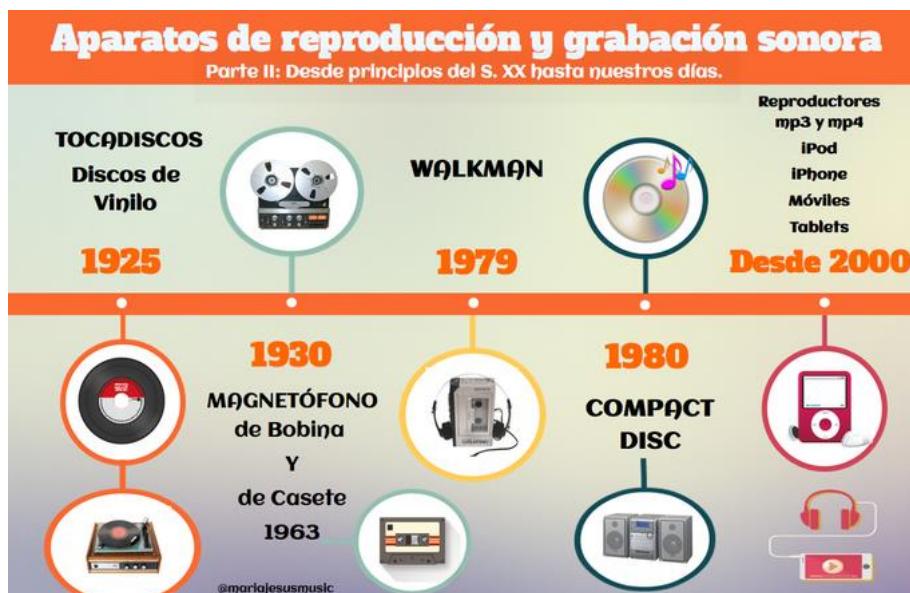 Aparatos de reproducción y grabación sonora
Parte II: Desde principios del S. XX hasta nuestros días.
TOCADISCOS
Discos de
Vinilo
1925
1930
MAGNETÓFONO
de Bobina
Y
de Casete
1963
WALKMAN
1979
1980
COMPACT
DISC
Reproductores
mp3 y mp4
iPod
iPhone
Móviles
Tablets
Desde 2000
@mariajesusmusic